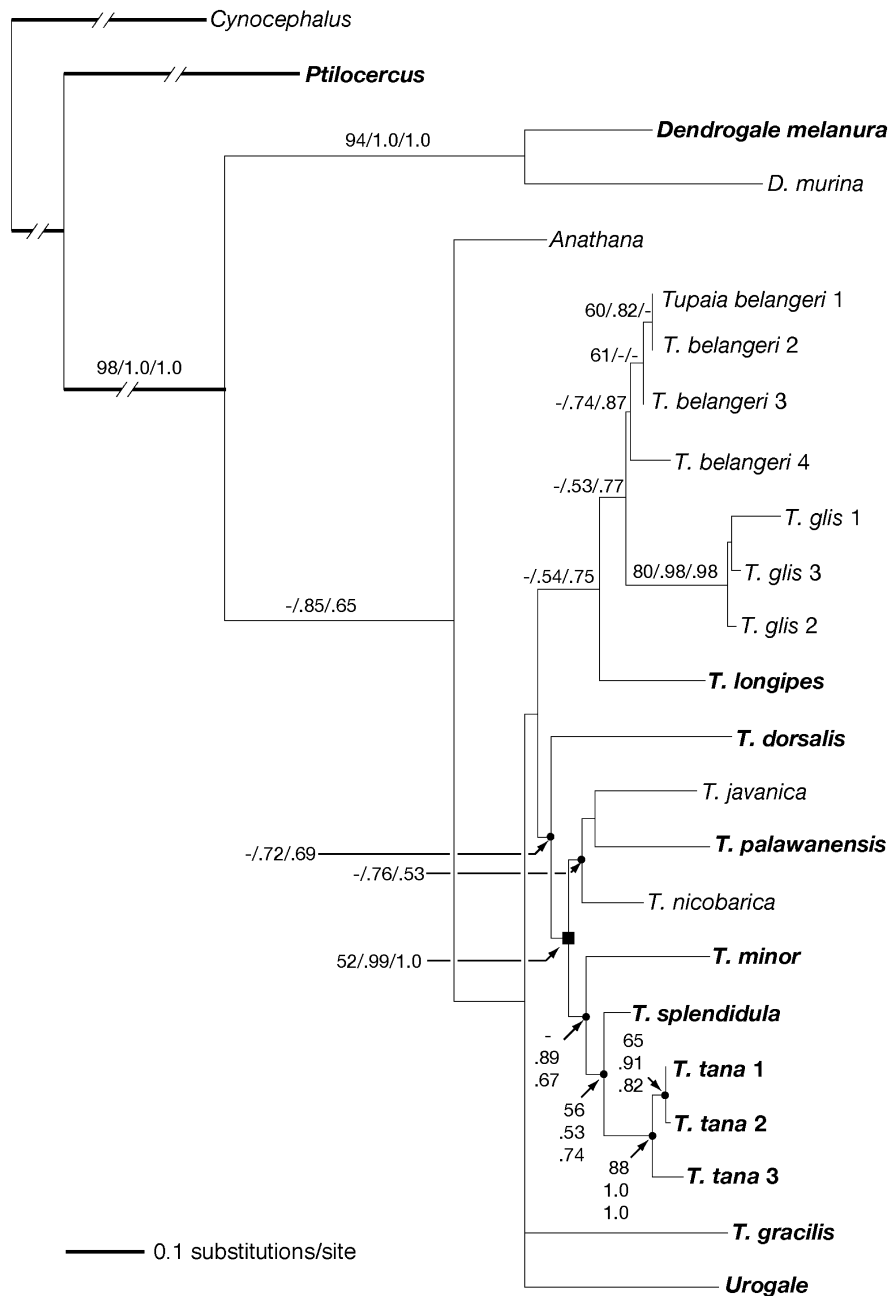 Cynocephalus
Ptilocercus
94/1.0/1.0
Dendrogale melanura
D. murina
Anathana
60/.82/-
Tupaia belangeri 1
T. belangeri 2
61/-/-
98/1.0/1.0
-/.74/.87
T. belangeri 3
T. belangeri 4
-/.53/.77
T. glis 1
-/.54/.75
80/.98/.98
T. glis 3
-/.85/.65
T. glis 2
T. longipes
T. dorsalis
T. javanica
T. palawanensis
-/.72/.69
-/.76/.53
T. nicobarica
T. minor
52/.99/1.0
T. splendidula
-
.89
.67
65
.91
.82
T. tana 1
56
.53
.74
T. tana 2
88
1.0
1.0
T. tana 3
T. gracilis
0.1 substitutions/site
Urogale